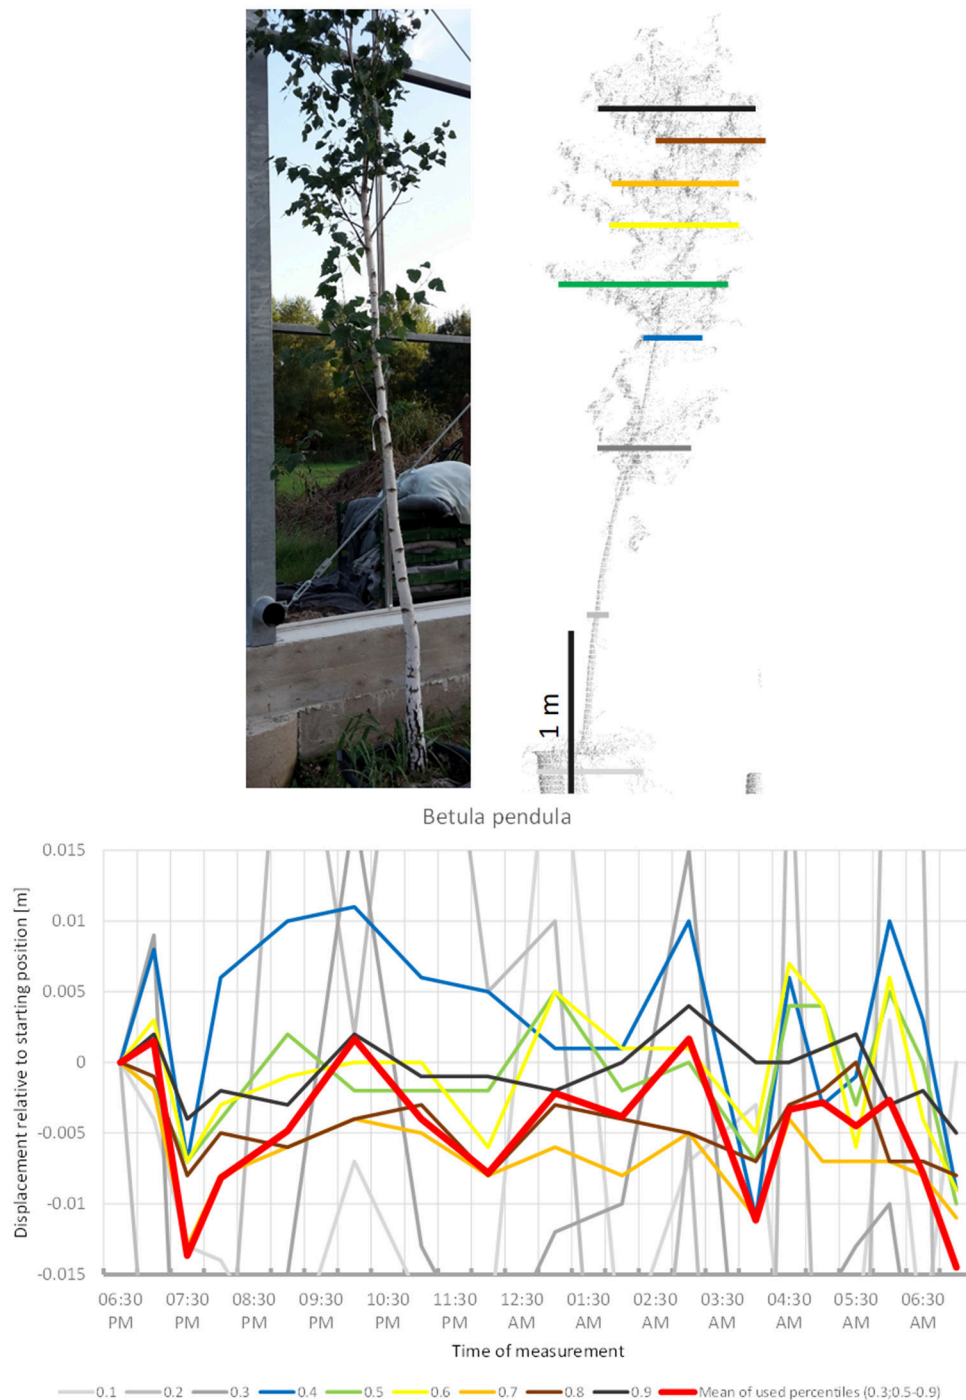 1 m
Betula pendula
Displacement relative to starting position [m]
0.015
0.01
0.005
0
-0.005
-0.01
-0.015
06:30 PM
07:30 PM
08:30 PM
09:30 PM
10:30 PM
11:30 PM
12:30 AM
01:30 AM
02:30 AM
03:30 AM
04:30 AM
05:30 AM
06:30 AM
Time of measurement
0.1 0.2 0.3 0.4 0.5 0.6 0.7 0.8 0.9 Mean of used percentiles (0.3;0.5-0.9)